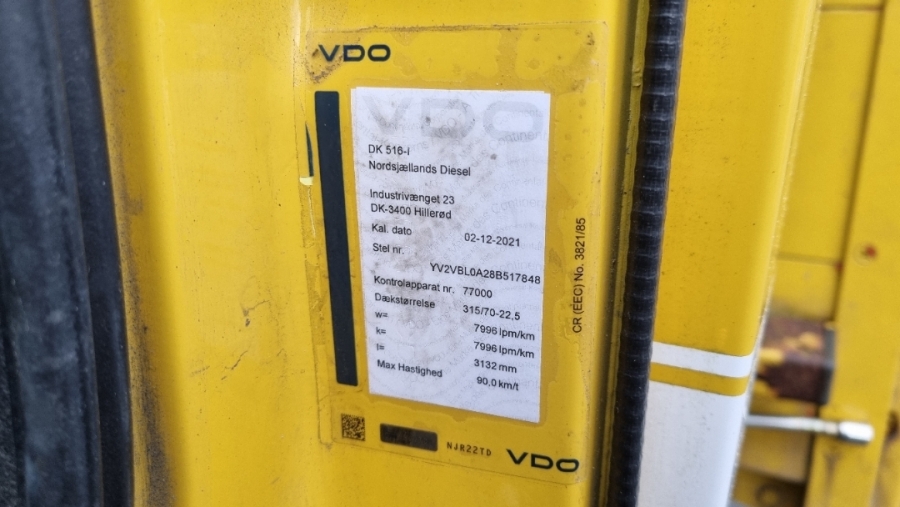 VDO
VDO
DK 516-I
Nordsjællands Diesel
Industrivænget 23
DK-3400 Hillerød
Kal. dato 02-12-2021
Stel nr.
YV2VBL0A28B517848
Kontrolapparat nr. 77000
Dækstørrelse 315/70-22,5
w= 7996 ipm/km
k= 7996 ipm/km
l= 3132 mm
Max Hastighed 90,0 km/t
CR (EEC) No. 3821/85
NJR22TD
VDO